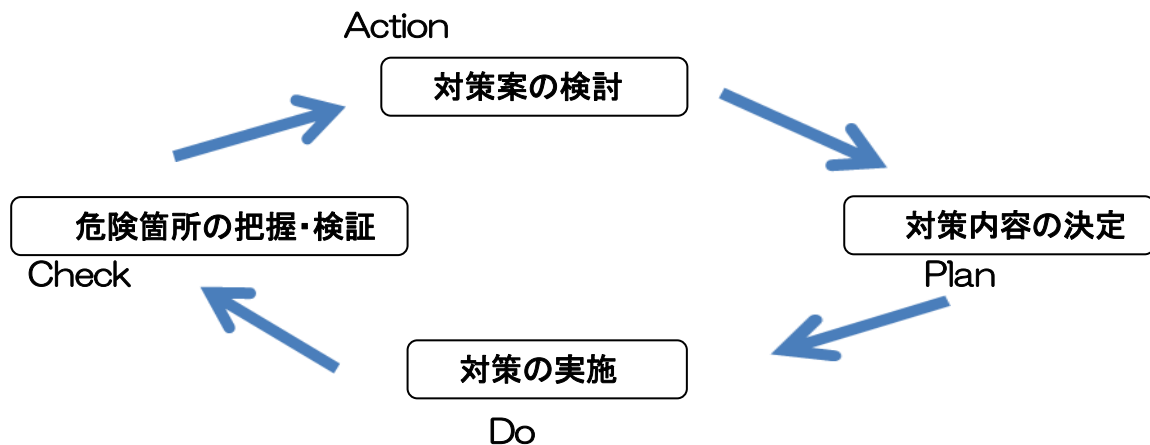 Action
対策案の検討
危険箇所の把握・検証
Check
対策内容の決定
Plan
対策の実施
Do